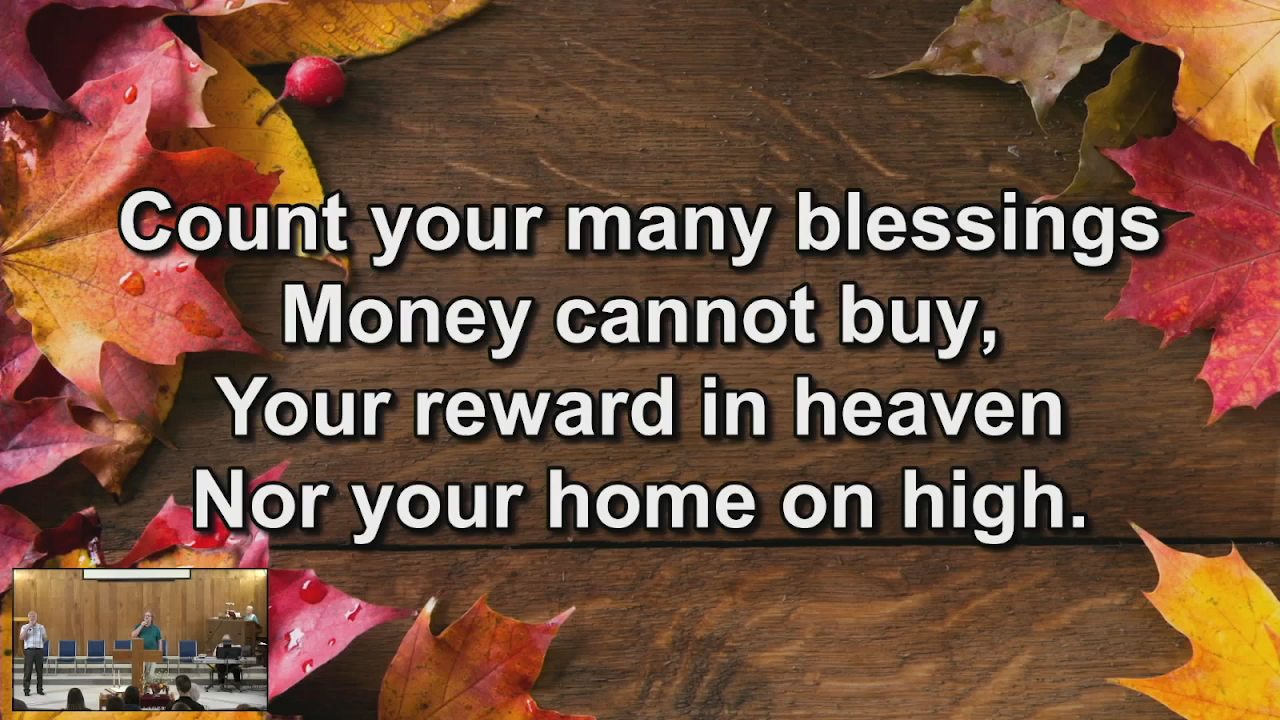 Count your many blessings
Money cannot buy,
Your reward in heaven
Nor your home on high.